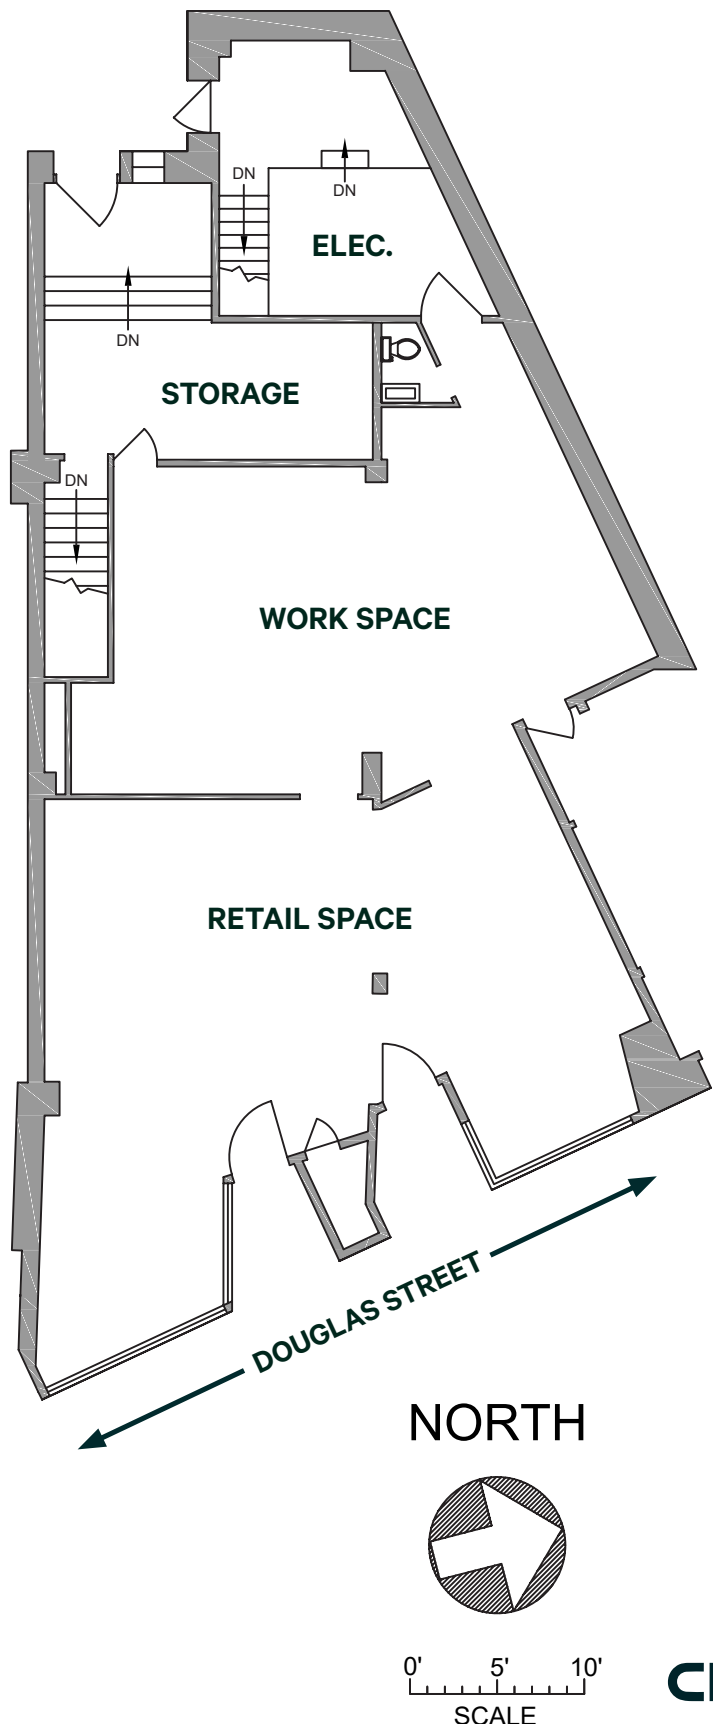 DN
DN
ELEC.
DN
STORAGE
DN
WORK SPACE
RETAIL SPACE
DOUGLAS STREET
NORTH
0' 5' 10'
SCALE